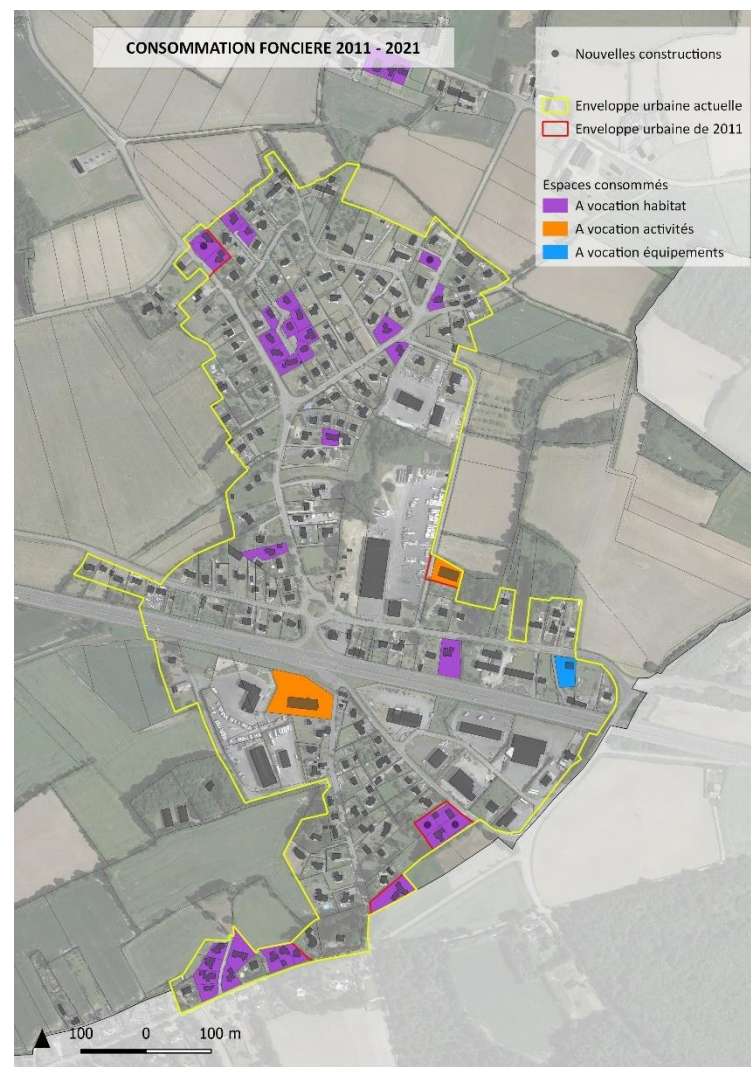 CONSOMMATION FONCIERE 2011 - 2021
Nouvelles constructions
Enveloppe urbaine actuelle
Enveloppe urbaine de 2011
Espaces consommés
A vocation habitat
A vocation activités
A vocation équipements
100 0 100 m